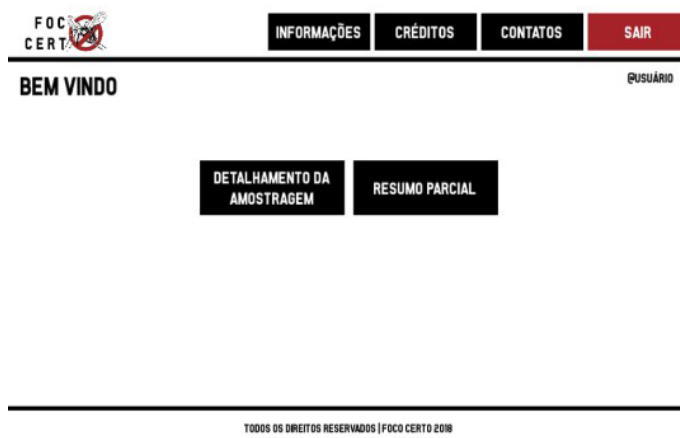 FOC
CERT
INFORMAÇÕES
CRÉDITOS
CONTATOS
SAIR
BEM VINDO
@USUÁRIO
DETALHAMENTO DA
AMOSTRAGEM
RESUMO PARCIAL
TODOS OS DIREITOS RESERVADOS | FOCO CERTO 2018